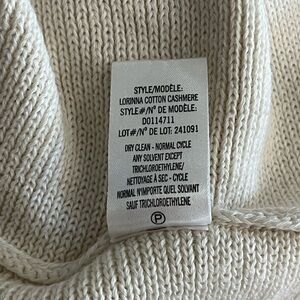 STYLE/MODÈLE:
LORINNA COTTON CASHMERE
STYLE#/N° DE MODÈLE:
D0114711
LOT#/N° DE LOT: 241091
DRY CLEAN - NORMAL CYCLE
ANY SOLVENT EXCEPT
TRICHLOROETHYLENE/
NETTOYAGE À SEC - CYCLE
NORMAL N'IMPORTE QUEL SOLVANT
SAUF TRICHLOROETHYLENE
P